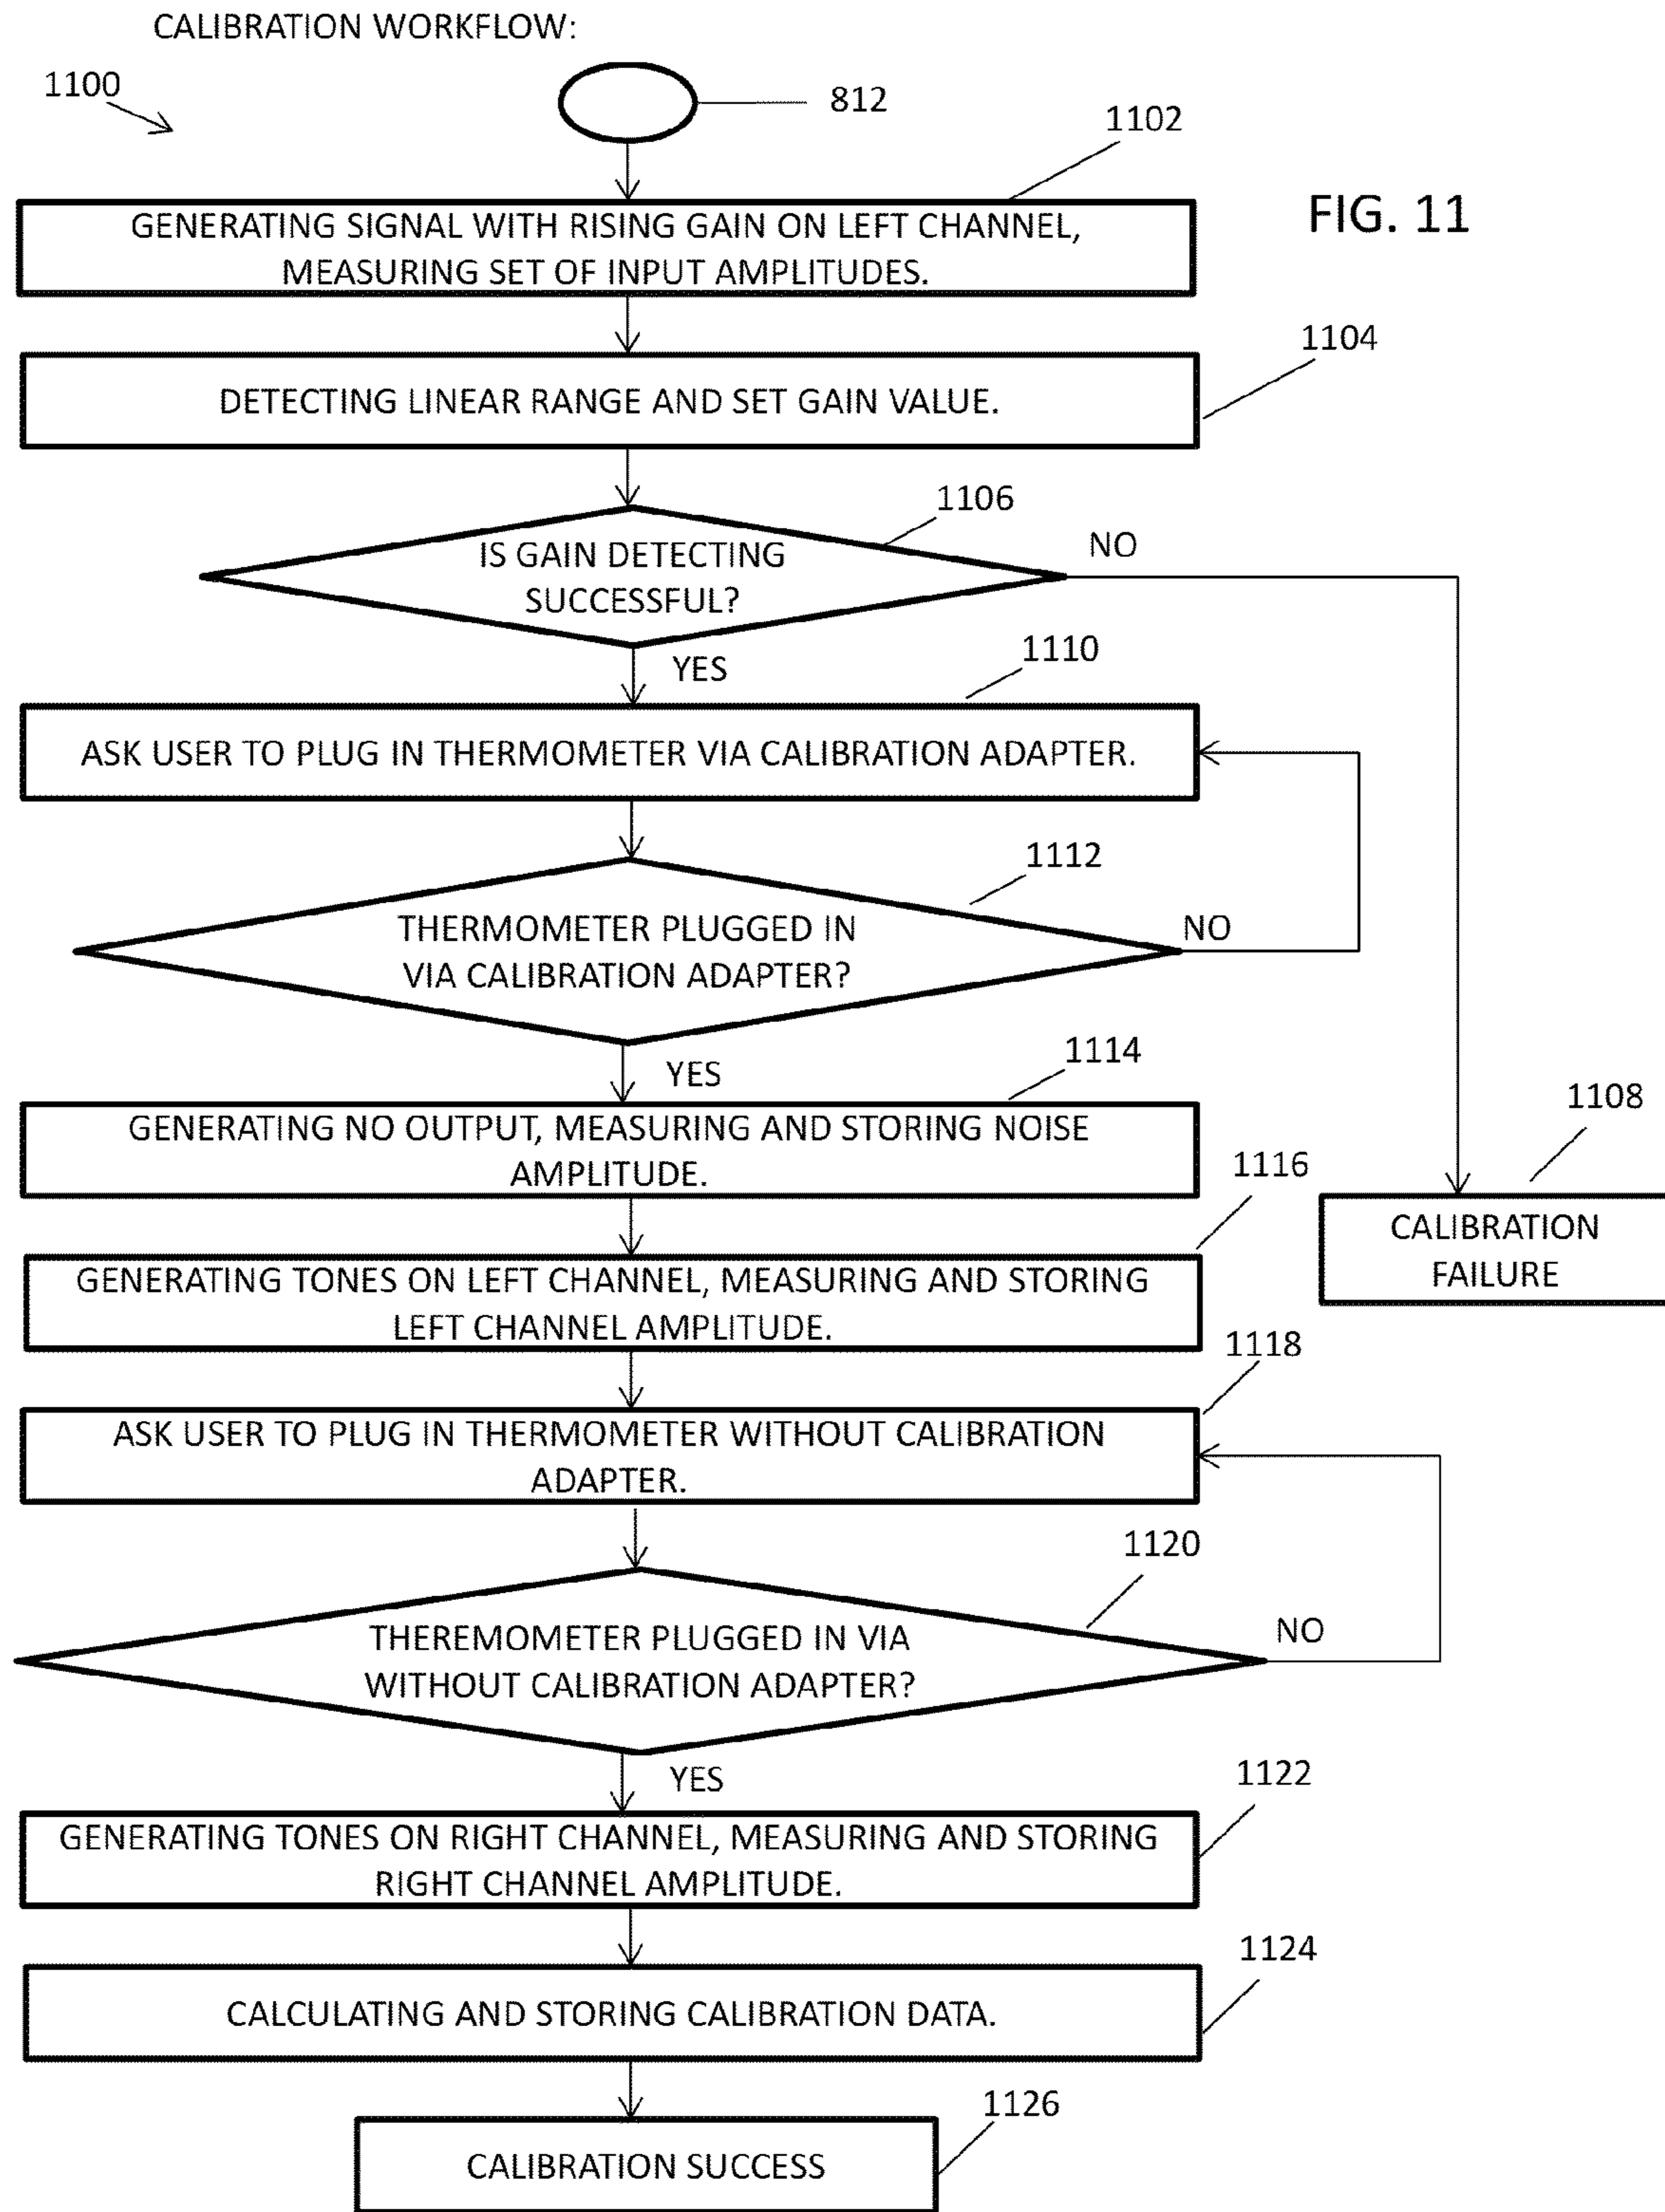 CALIBRATION WORKFLOW:
1100
812
1102
FIG. 11
GENERATING SIGNAL WITH RISING GAIN ON LEFT CHANNEL,
MEASURING SET OF INPUT AMPLITUDES.
1104
DETECTING LINEAR RANGE AND SET GAIN VALUE.
1106
IS GAIN DETECTING
SUCCESSFUL?
NO
YES
1110
ASK USER TO PLUG IN THERMOMETER VIA CALIBRATION ADAPTER.
1112
THERMOMETER PLUGGED IN
VIA CALIBRATION ADAPTER?
NO
YES
1114
GENERATING NO OUTPUT, MEASURING AND STORING NOISE
AMPLITUDE.
1108
CALIBRATION
FAILURE
1116
GENERATING TONES ON LEFT CHANNEL, MEASURING AND STORING
LEFT CHANNEL AMPLITUDE.
1118
ASK USER TO PLUG IN THERMOMETER WITHOUT CALIBRATION
ADAPTER.
1120
THEREMOMETER PLUGGED IN VIA
WITHOUT CALIBRATION ADAPTER?
NO
YES
1122
GENERATING TONES ON RIGHT CHANNEL, MEASURING AND STORING
RIGHT CHANNEL AMPLITUDE.
1124
CALCULATING AND STORING CALIBRATION DATA.
1126
CALIBRATION SUCCESS